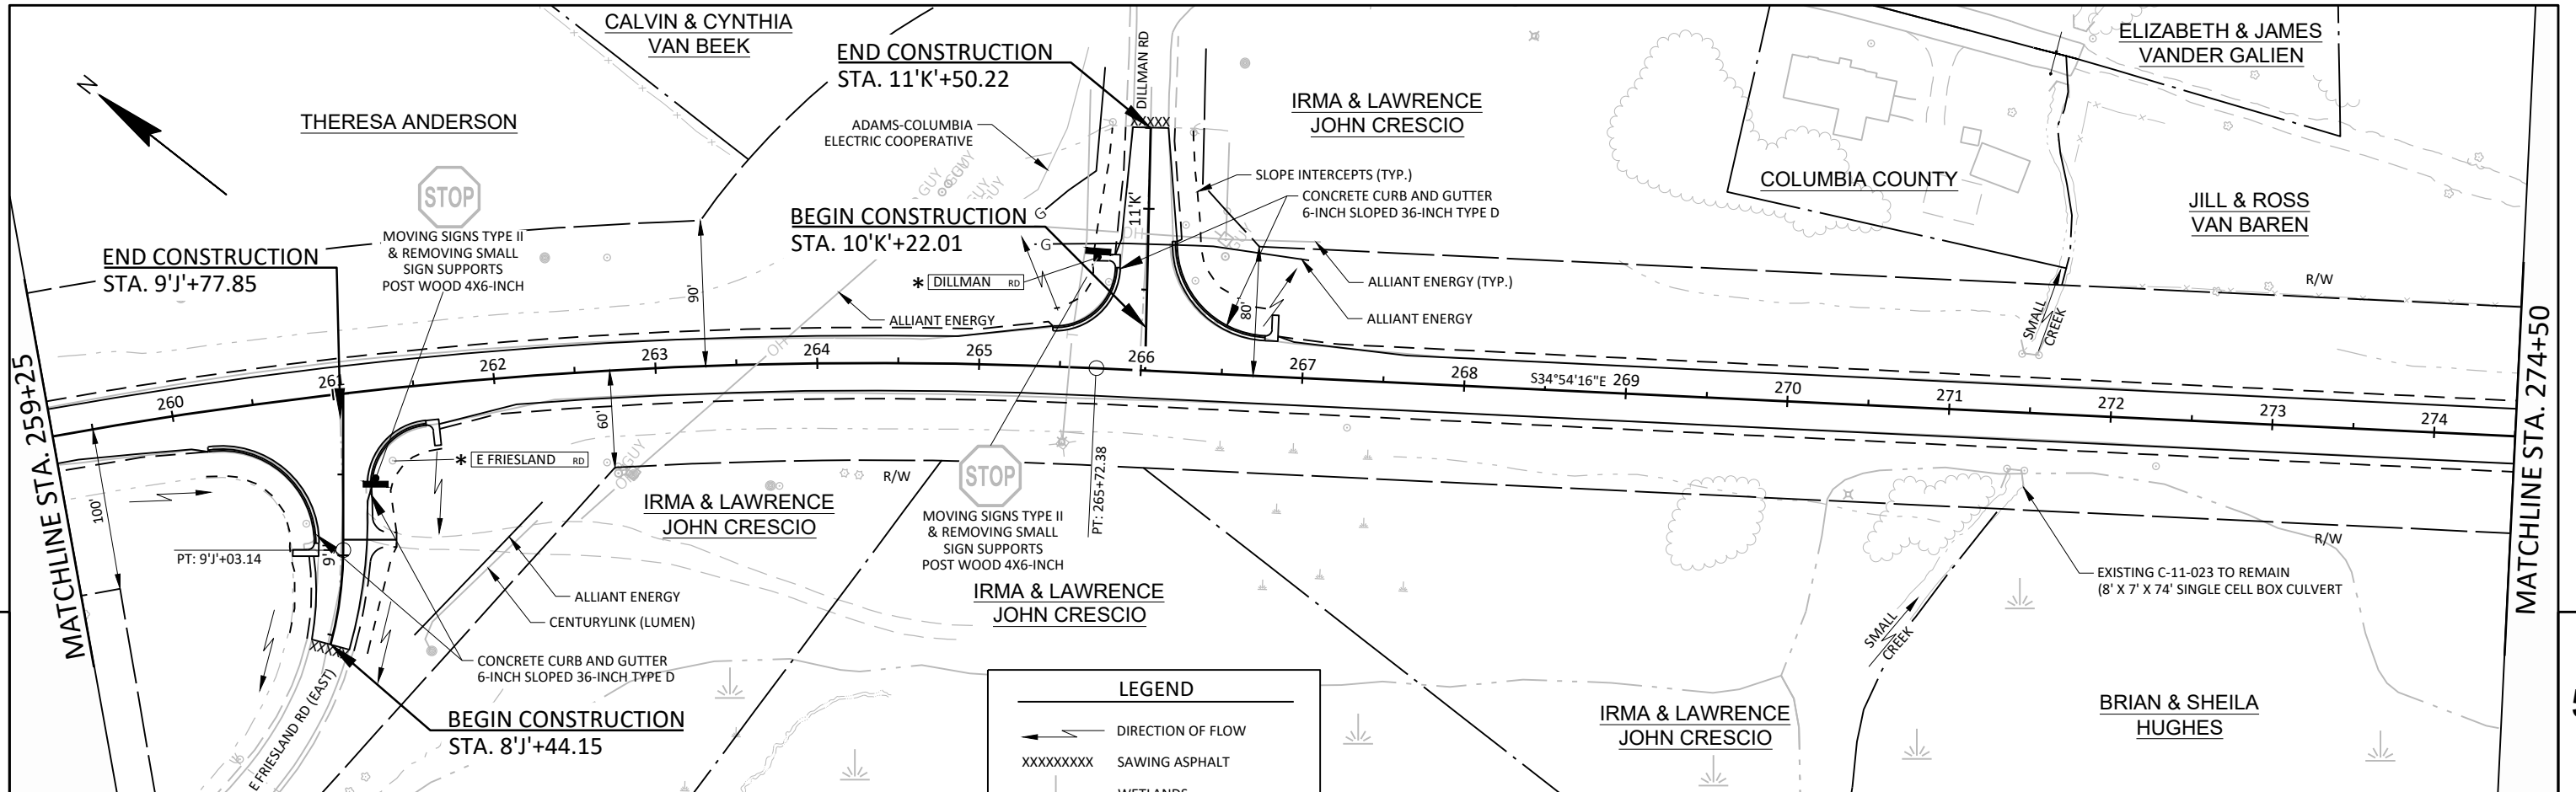 CALVIN & CYNTHIA
VAN BEEK
END CONSTRUCTION
STA. 11'K'+50.22
DILLMAN RD
ELIZABETH & JAMES
VANDER GALIEN
N
THERESA ANDERSON
ADAMS-COLUMBIA
ELECTRIC COOPERATIVE
XXXXX
IRMA & LAWRENCE
JOHN CRESCIO
STOP
GUY
GUY
GUY
SLOPE INTERCEPTS (TYP.)
CONCRETE CURB AND GUTTER
6-INCH SLOPED 36-INCH TYPE D
COLUMBIA COUNTY
JILL & ROSS
VAN BAREN
MOVING SIGNS TYPE II
& REMOVING SMALL
SIGN SUPPORTS
POST WOOD 4X6-INCH
BEGIN CONSTRUCTION
STA. 10'K'+22.01
G
G
11'K'
OH
GUY
END CONSTRUCTION
STA. 9'J'+77.85
90'
* DILLMAN RD
80'
ALLIANT ENERGY (TYP.)
ALLIANT ENERGY
ALLIANT ENERGY
R/W
SMALL
CREEK
OH
T
MATCHLINE STA. 259+25
260
261
262
263
264
265
266
267
268
S34°54'16"E
269
270
271
272
273
274
MATCHLINE STA. 274+50
100'
60'
* E FRIESLAND RD
GUY
R/W
STOP
PT: 265+72.38
IRMA & LAWRENCE
JOHN CRESCIO
MOVING SIGNS TYPE II
& REMOVING SMALL
SIGN SUPPORTS
POST WOOD 4X6-INCH
R/W
PT: 9'J'+03.14
9'J'
ALLIANT ENERGY
CENTURYLINK (LUMEN)
IRMA & LAWRENCE
JOHN CRESCIO
EXISTING C-11-023 TO REMAIN
(8' X 7' X 74' SINGLE CELL BOX CULVERT
SMALL
CREEK
CONCRETE CURB AND GUTTER
6-INCH SLOPED 36-INCH TYPE D
E FRIESLAND RD (EAST)
BEGIN CONSTRUCTION
STA. 8'J'+44.15
LEGEND
DIRECTION OF FLOW
XXXXXXXXX SAWING ASPHALT
WETLANDS
IRMA & LAWRENCE
JOHN CRESCIO
BRIAN & SHEILA
HUGHES